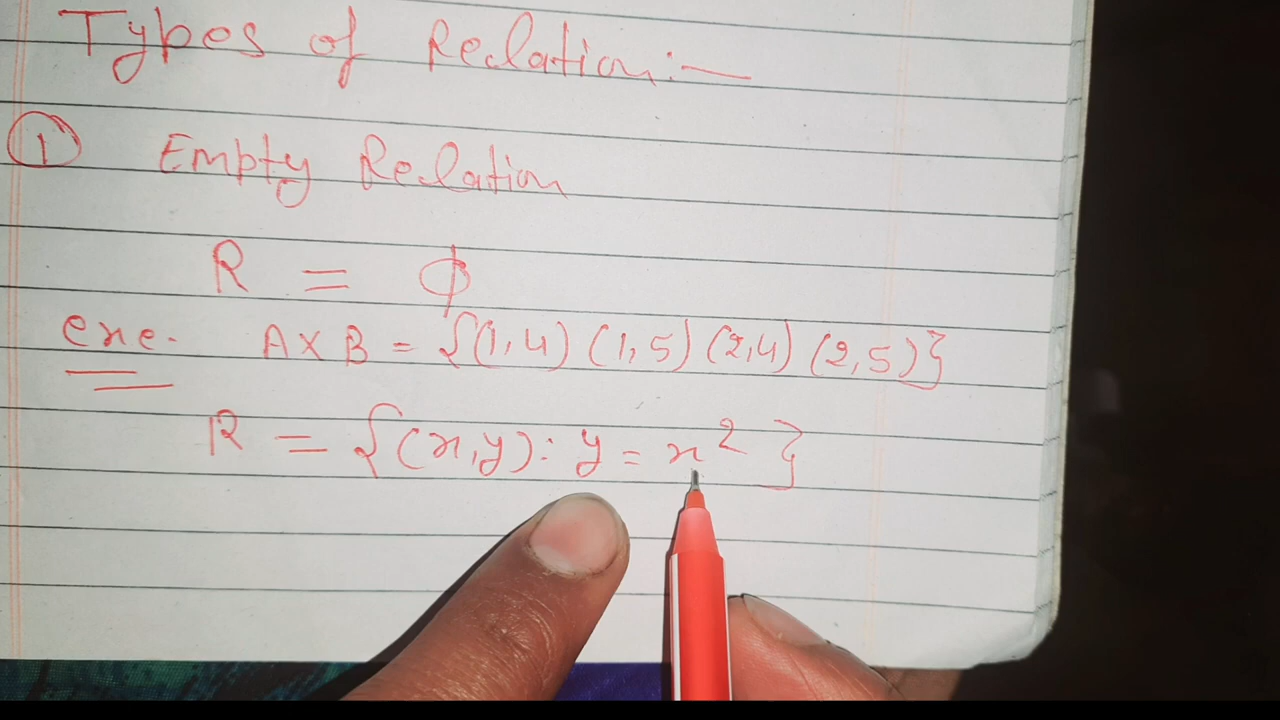 Types of Relation:—
① Empty Relation
R = ϕ
exe. A × B = {(1,4) (1,5) (2,4) (2,5)}
R = {(x,y): y = x² }